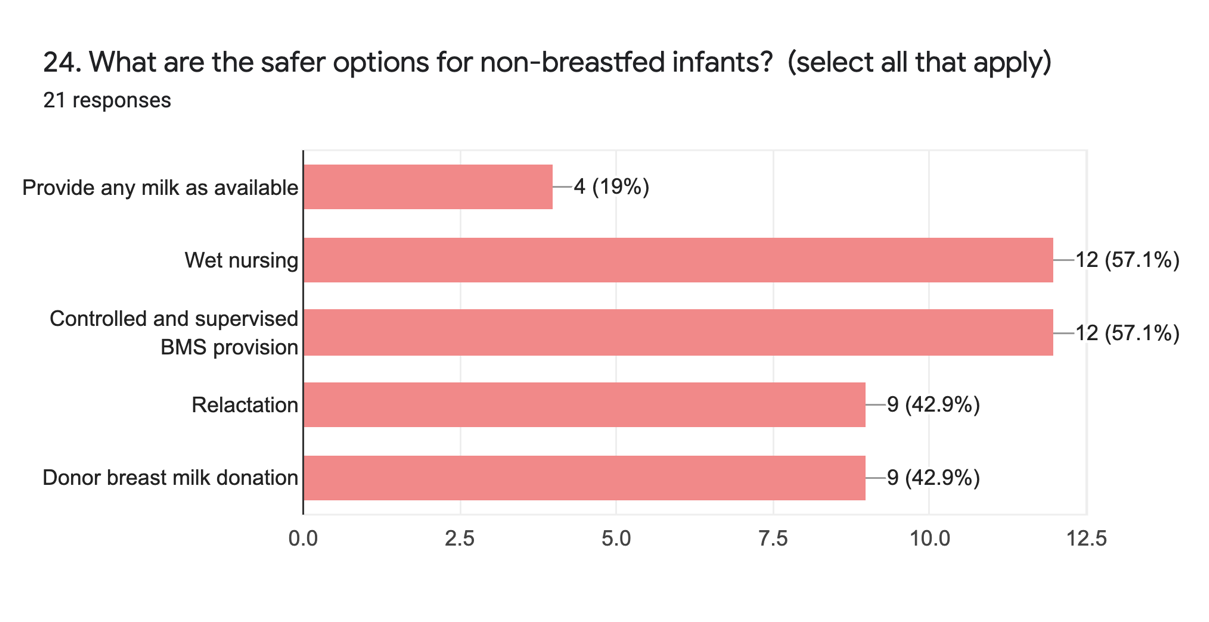 24. What are the safer options for non-breastfed infants?  (select all that apply)
21 responses
Provide any milk as available
4 (19%)
Wet nursing
12 (57.1%)
Controlled and supervised
BMS provision
12 (57.1%)
Relactation
9 (42.9%)
Donor breast milk donation
9 (42.9%)
0.0
2.5
5.0
7.5
10.0
12.5